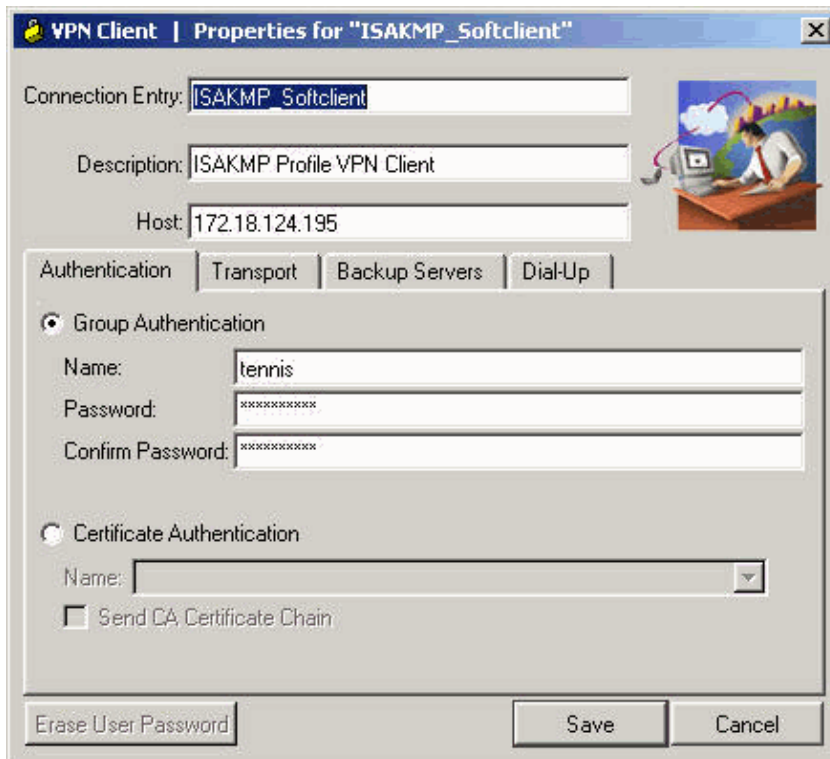 VPN Client | Properties for "ISAKMP_Softclient"
Connection Entry: ISAKMP_Softclient
Description: ISAKMP Profile VPN Client
Host: 172.18.124.195
Authentication Transport Backup Servers Dial-Up
Group Authentication
Name: tennis
Password: **********
Confirm Password: **********
Certificate Authentication
Name:
Send CA Certificate Chain
Erase User Password Save Cancel